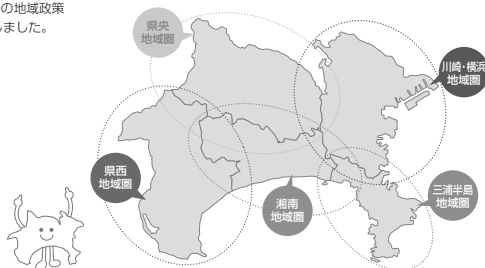 の地域政策
しました。
県央
地域圏
川崎・横浜
地域圏
県西
地域圏
湘南
地域圏
三浦半島
地域圏